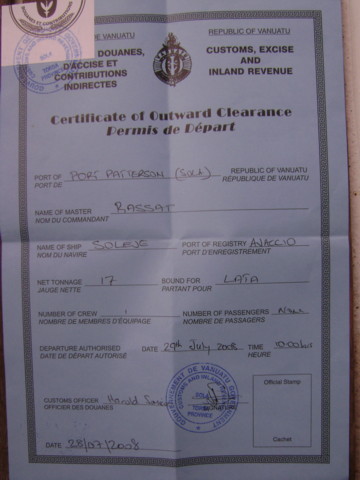 REPUBLIC OF VANUATU
DOUANES,
D'ACCISE ET
CONTRIBUTIONS
INDIRECTES
CUSTOMS, EXCISE
AND
INLAND REVENUE
Certificate of Outward Clearance
Permis de Départ
PORT OF PORT PATTERSON (SOLA) REPUBLIC OF VANUATU
PORT DE RÉPUBLIQUE DE VANUATU
NAME OF MASTER RASSAT
NOM DU COMMANDANT
NAME OF SHIP PORT OF REGISTRY AJACCIO
NOM DU NAVIRE PORT D'ENREGISTREMENT
NET TONNAGE 17 BOUND FOR LATA
JAUGE NETTE PARTANT POUR
NUMBER OF CREW 1 NUMBER OF PASSENGERS
NOMBRE DE MEMBRES D'ÉQUIPAGE NOMBRE DE PASSAGERS
DEPARTURE AUTHORISED DATE 29th July 2008 TIME
DATE DE DÉPART AUTORISÉ HEURE
CUSTOMS OFFICER Harold
OFFICIER DES DOUANES
Official Stamp
Cachet
DATE 28/07/2008